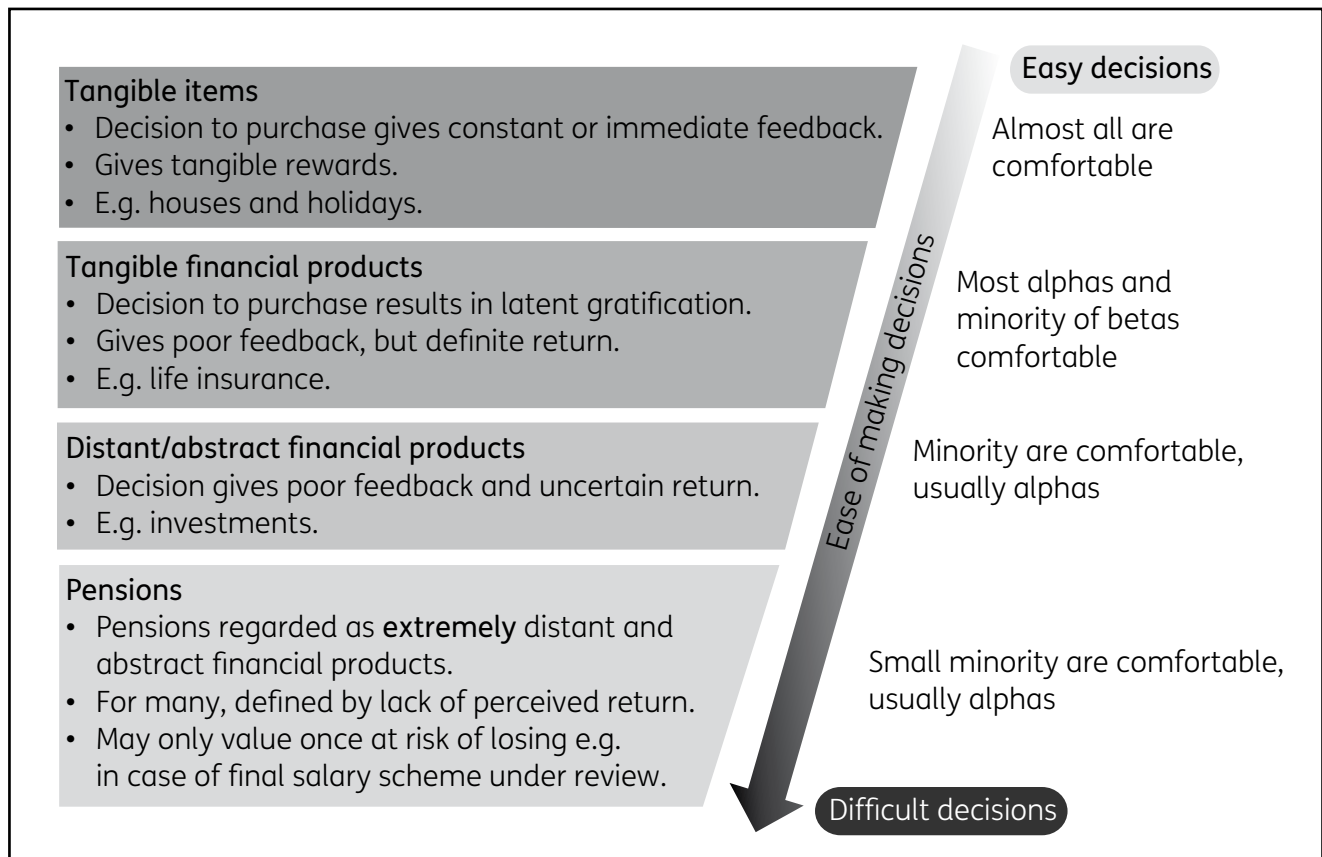 Tangible items
• Decision to purchase gives constant or immediate feedback.
• Gives tangible rewards.
• E.g. houses and holidays.
Tangible financial products
• Decision to purchase results in latent gratification.
• Gives poor feedback, but definite return.
• E.g. life insurance.
Distant/abstract financial products
• Decision gives poor feedback and uncertain return.
• E.g. investments.
Pensions
• Pensions regarded as extremely distant and
abstract financial products.
• For many, defined by lack of perceived return.
• May only value once at risk of losing e.g.
in case of final salary scheme under review.
Ease of making decisions
Easy decisions
Almost all are
comfortable
Most alphas and
minority of betas
comfortable
Minority are comfortable,
usually alphas
Small minority are comfortable,
usually alphas
Difficult decisions